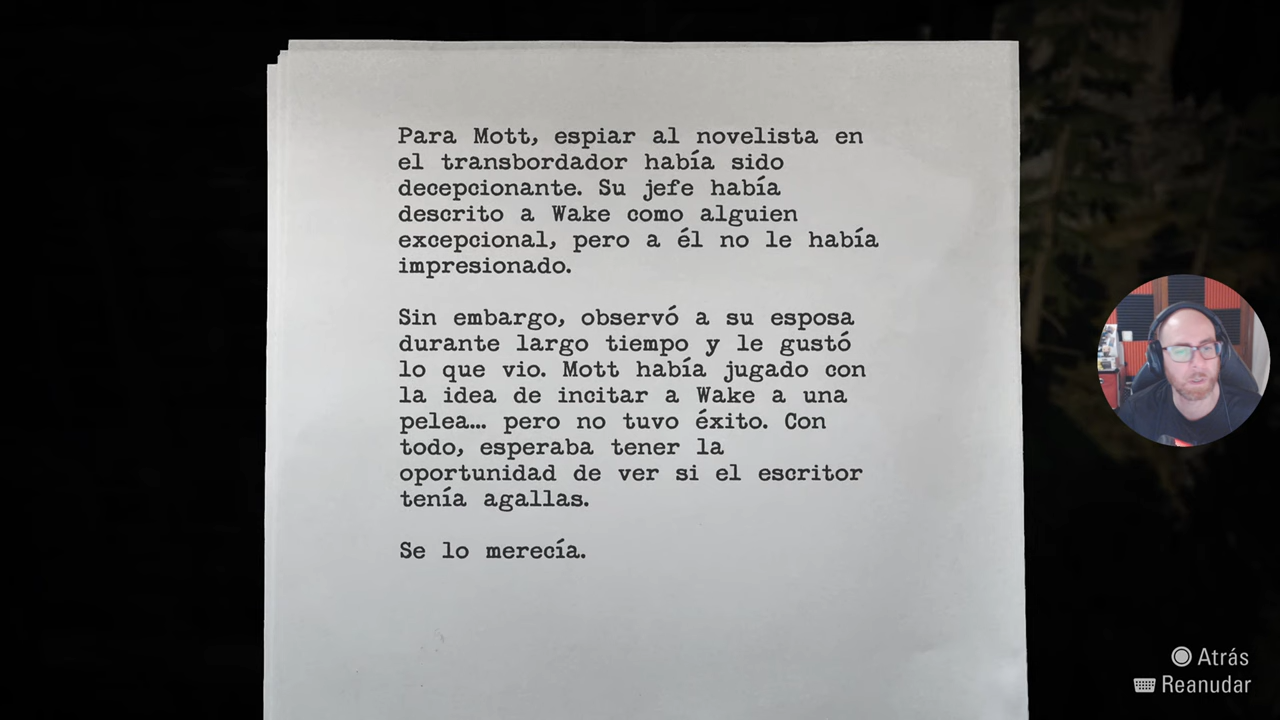 Para Mott, espiar al novelista en
el transbordador había sido
decepcionante. Su jefe había
descrito a Wake como alguien
excepcional, pero a él no le había
impresionado.
Sin embargo, observó a su esposa
durante largo tiempo y le gustó
lo que vio. Mott había jugado con
la idea de incitar a Wake a una
pelea... pero no tuvo éxito. Con
todo, esperaba tener la
oportunidad de ver si el escritor
tenía agallas.
Se lo merecía.
Atrás
Reanudar